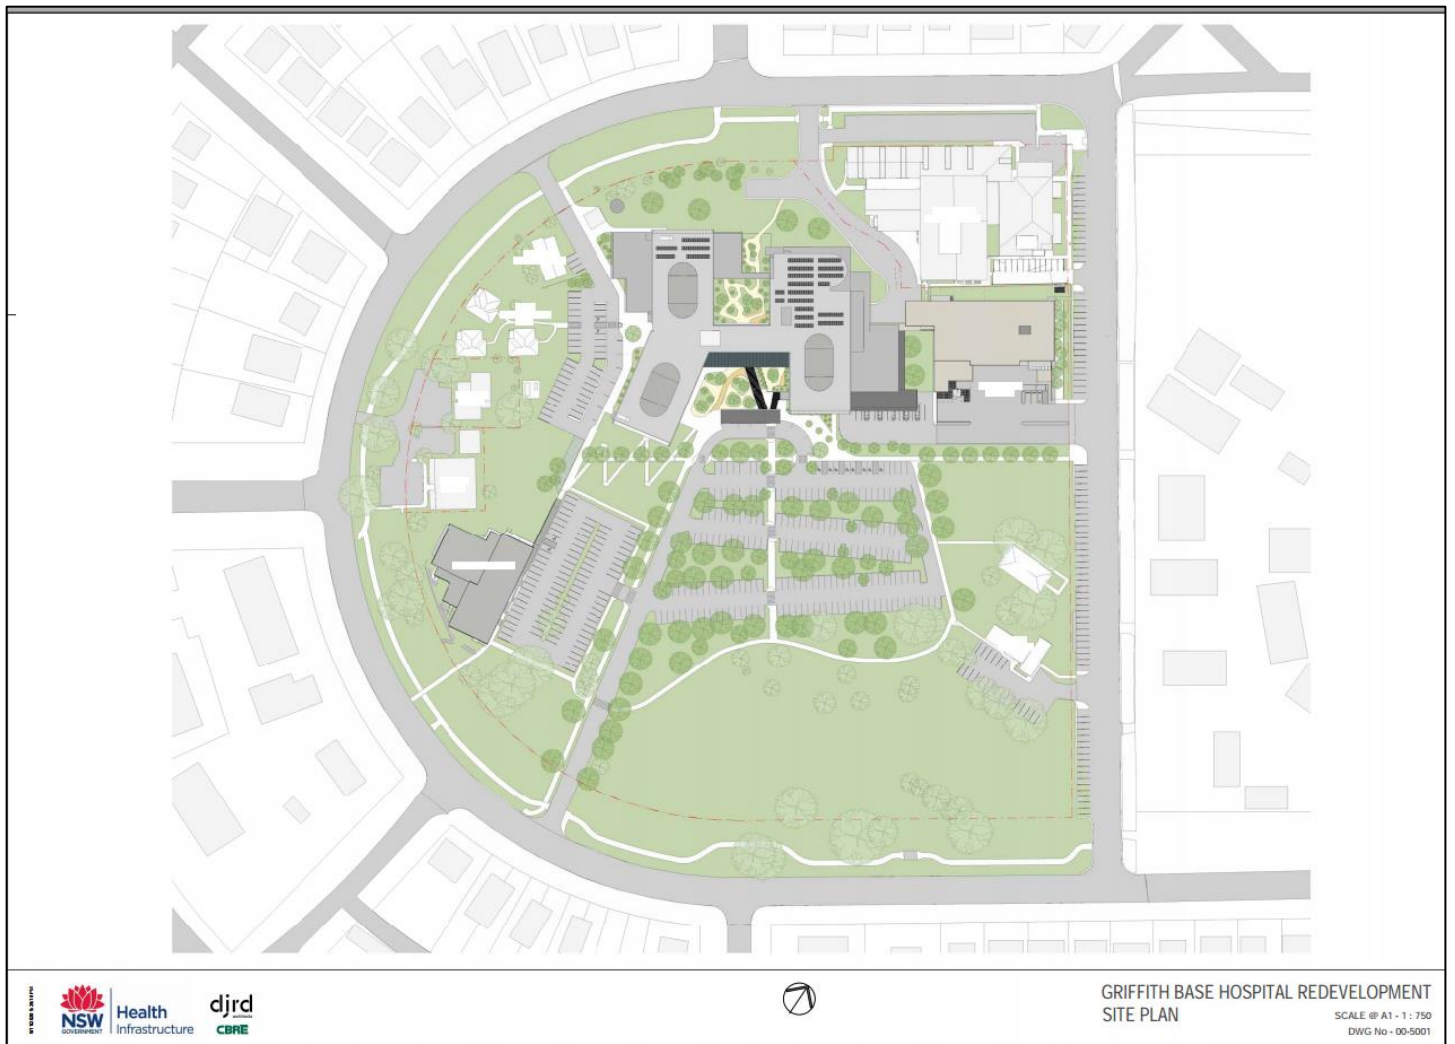 NSW
GOVERNMENT
Health
Infrastructure
djrd
architects
CBRE
GRIFFITH BASE HOSPITAL REDEVELOPMENT
SITE PLAN
SCALE @ A1 - 1 : 750
DWG No - 00-5001